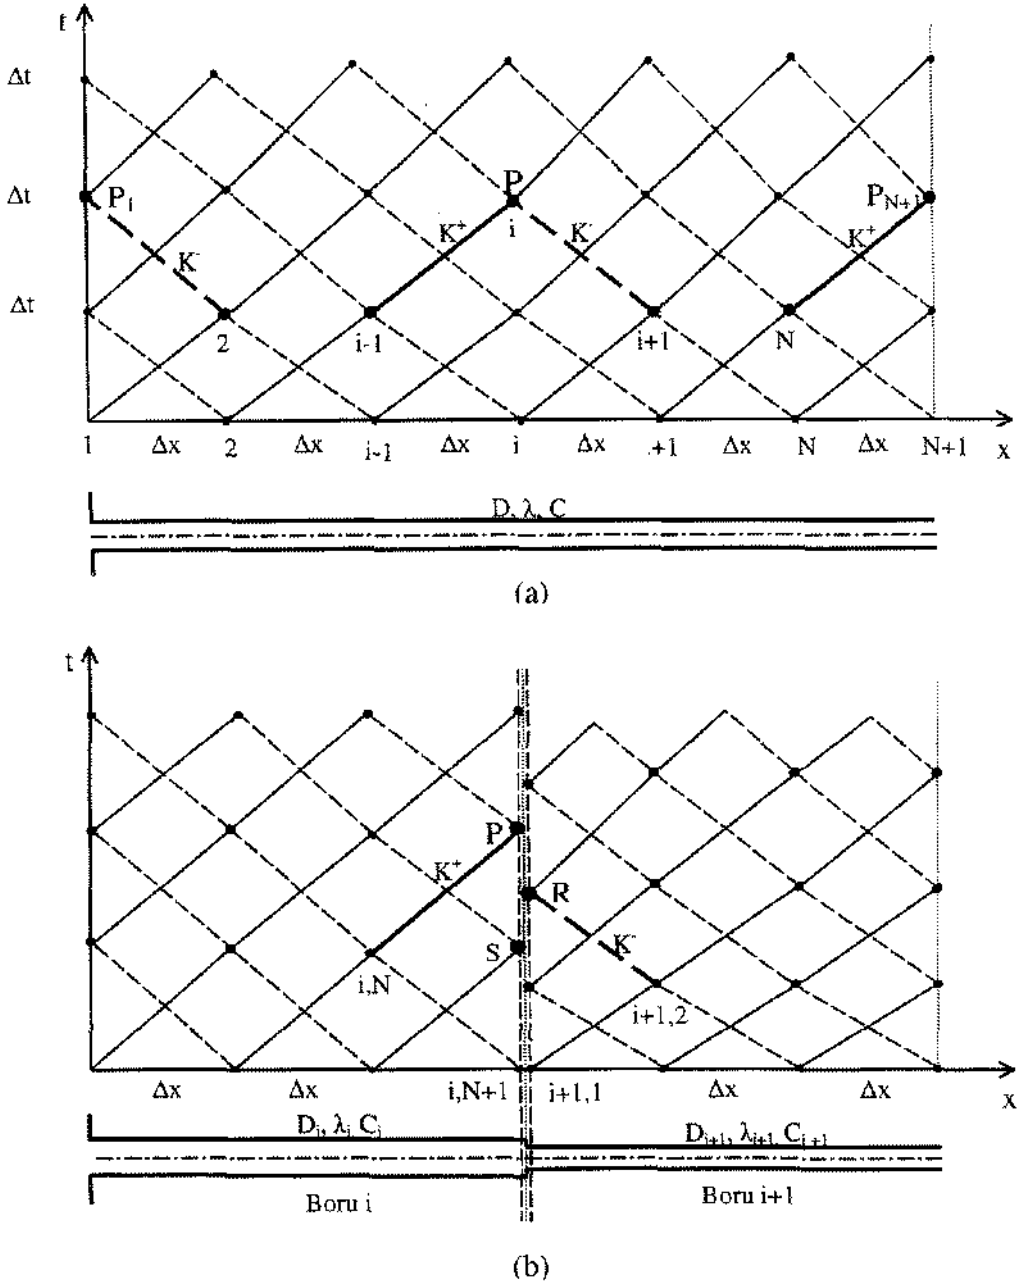 t
Δt
Δt P₁ K⁻ K⁺ P i K⁻ K⁺ P_N+1
Δt 2 i-1 i+1 N
1 Δx 2 Δx i-1 Δx i Δx .+1 Δx N Δx N+1 x
D, λ, C
(a)
t
P K⁺ R
S K⁻
i,N i+1,2
Δx Δx i,N+1 i+1,1 Δx Δx x
Dᵢ, λᵢ, Cᵢ Dᵢ₊₁, λᵢ₊₁, Cᵢ₊₁
Boru i Boru i+1
(b)